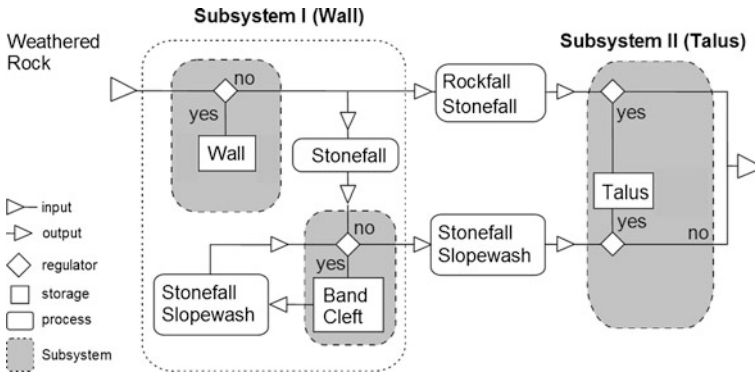 Subsystem I (Wall)
Weathered
Rock
Subsystem II (Talus)
no
yes
Wall
Rockfall
Stonefall
yes
Stonefall
Talus
input
output
regulator
storage
process
Subsystem
no
yes
Stonefall
Slopewash
Band
Cleft
Stonefall
Slopewash
yes
no